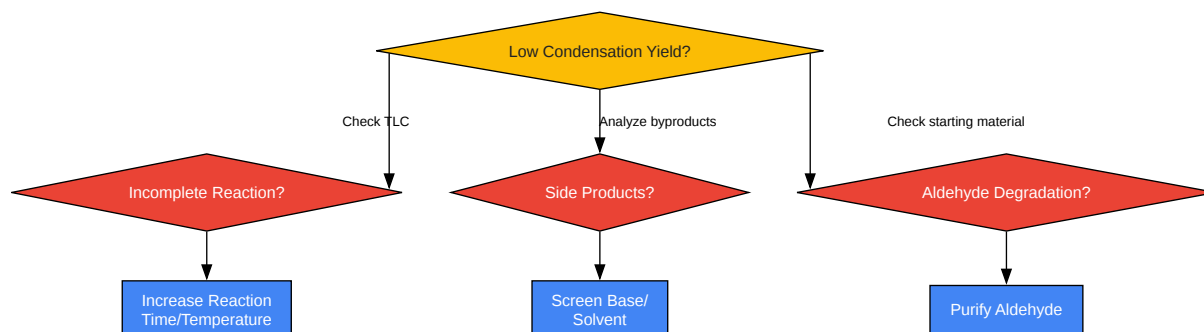 Low Condensation Yield?
Check TLC
Analyze byproducts
Check starting material
Incomplete Reaction?
Side Products?
Aldehyde Degradation?
Increase Reaction
Time/Temperature
Screen Base/
Solvent
Purify Aldehyde